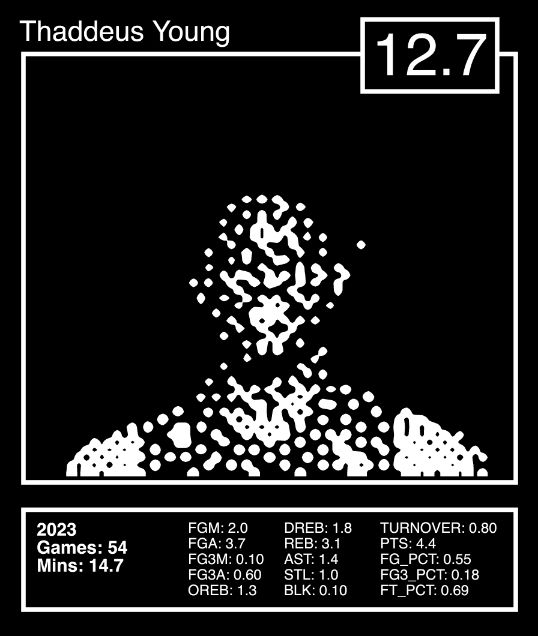 Thaddeus Young
12.7
2023
Games: 54
Mins: 14.7
FGM: 2.0
FGA: 3.7
FG3M: 0.10
FG3A: 0.60
OREB: 1.3
DREB: 1.8
REB: 3.1
AST: 1.4
STL: 1.0
BLK: 0.10
TURNOVER: 0.80
PTS: 4.4
FG_PCT: 0.55
FG3_PCT: 0.18
FT_PCT: 0.69